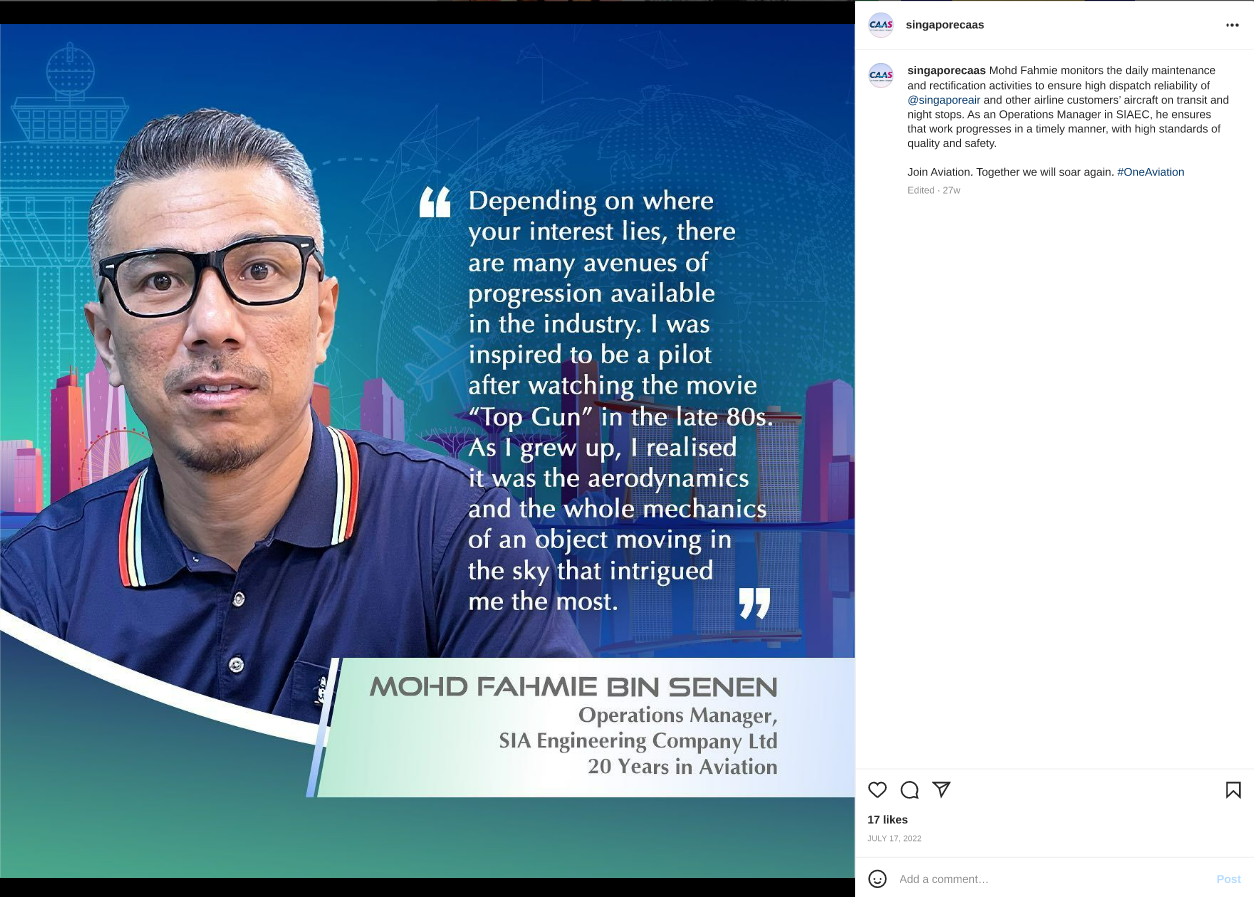 “ Depending on where
your interest lies, there
are many avenues of
progression available
in the industry. I was
inspired to be a pilot
after watching the movie
“Top Gun” in the late 80s.
As I grew up, I realised
it was the aerodynamics
and the whole mechanics
of an object moving in
the sky that intrigued
me the most. ”
MOHD FAHMIE BIN SENEN
Operations Manager,
SIA Engineering Company Ltd
20 Years in Aviation
CAAS
singaporecaas
CAAS
singaporecaas Mohd Fahmie monitors the daily maintenance
and rectification activities to ensure high dispatch reliability of
@singaporeair and other airline customers’ aircraft on transit and
night stops. As an Operations Manager in SIAEC, he ensures
that work progresses in a timely manner, with high standards of
quality and safety.
Join Aviation. Together we will soar again. #OneAviation
Edited · 27w
17 likes
JULY 17, 2022
Add a comment…
Post